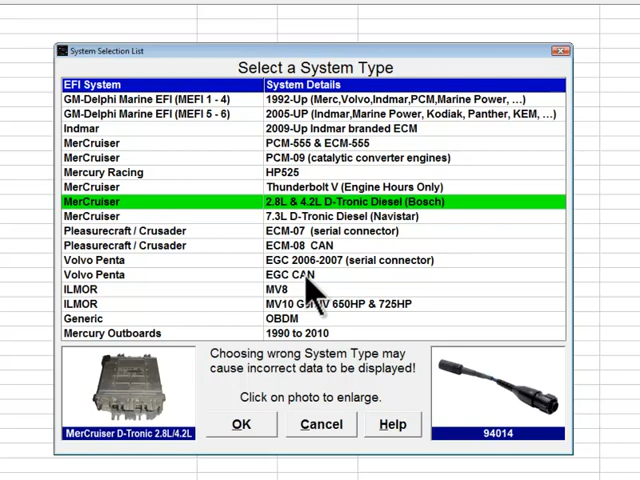 System Selection List
Select a System Type
EFI System System Details
GM-Delphi Marine EFI (MEFI 1 - 4) 1992-Up (Merc,Volvo,Indmar,PCM,Marine Power, ...)
GM-Delphi Marine EFI (MEFI 5 - 6) 2005-UP (Indmar,Marine Power, Kodiak, Panther, KEM, ...)
Indmar 2009-Up Indmar branded ECM
MerCruiser PCM-555 & ECM-555
MerCruiser PCM-09 (catalytic converter engines)
Mercury Racing HP525
MerCruiser Thunderbolt V (Engine Hours Only)
MerCruiser 2.8L & 4.2L D-Tronic Diesel (Bosch)
MerCruiser 7.3L D-Tronic Diesel (Navistar)
Pleasurecraft / Crusader ECM-07 (serial connector)
Pleasurecraft / Crusader ECM-08 CAN
Volvo Penta EGC 2006-2007 (serial connector)
Volvo Penta EGC CAN
ILMOR MV8
ILMOR MV10 MV 650HP & 725HP
Generic OBDM
Mercury Outboards 1990 to 2010
Choosing wrong System Type may
cause incorrect data to be displayed!
Click on photo to enlarge.
OK Cancel Help
MerCruiser D-Tronic 2.8L/4.2L
94014